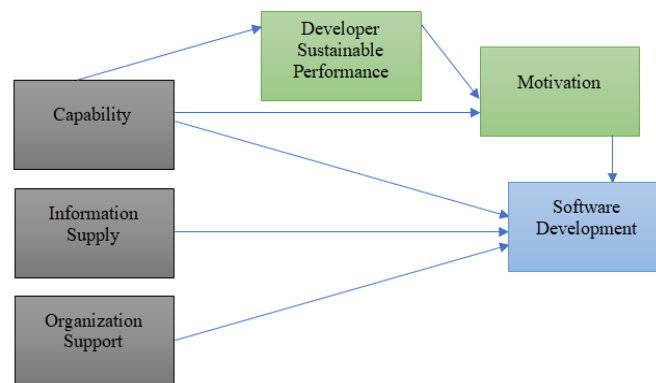 Developer
Sustainable
Performance
Motivation
Capability
Information
Supply
Software
Development
Organization
Support